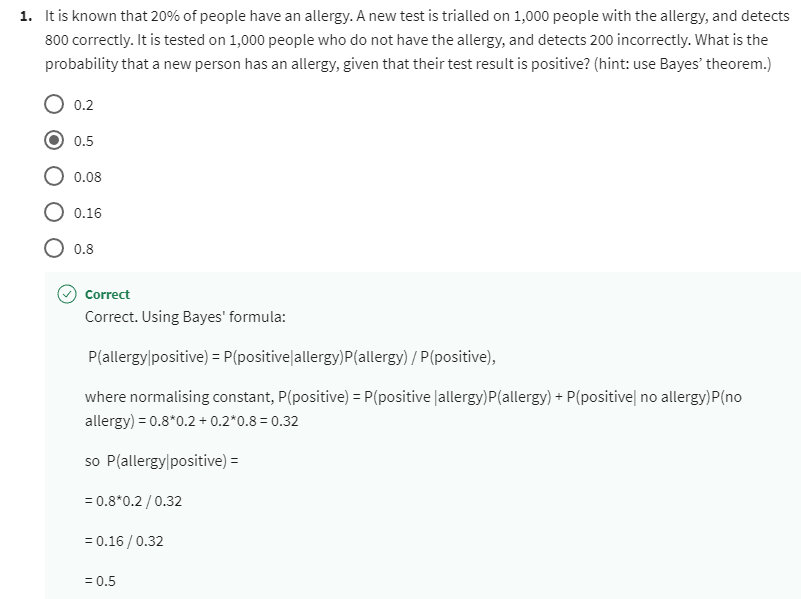 1. It is known that 20% of people have an allergy. A new test is trialled on 1,000 people with the allergy, and detects
800 correctly. It is tested on 1,000 people who do not have the allergy, and detects 200 incorrectly. What is the
probability that a new person has an allergy, given that their test result is positive? (hint: use Bayes’ theorem.)
0.2
0.5
0.08
0.16
0.8
Correct
Correct. Using Bayes' formula:
P(allergy|positive) = P(positive|allergy)P(allergy) / P(positive),
where normalising constant, P(positive) = P(positive |allergy)P(allergy) + P(positive| no allergy)P(no
allergy) = 0.8*0.2 + 0.2*0.8 = 0.32
so P(allergy|positive) =
= 0.8*0.2 / 0.32
= 0.16 / 0.32
= 0.5